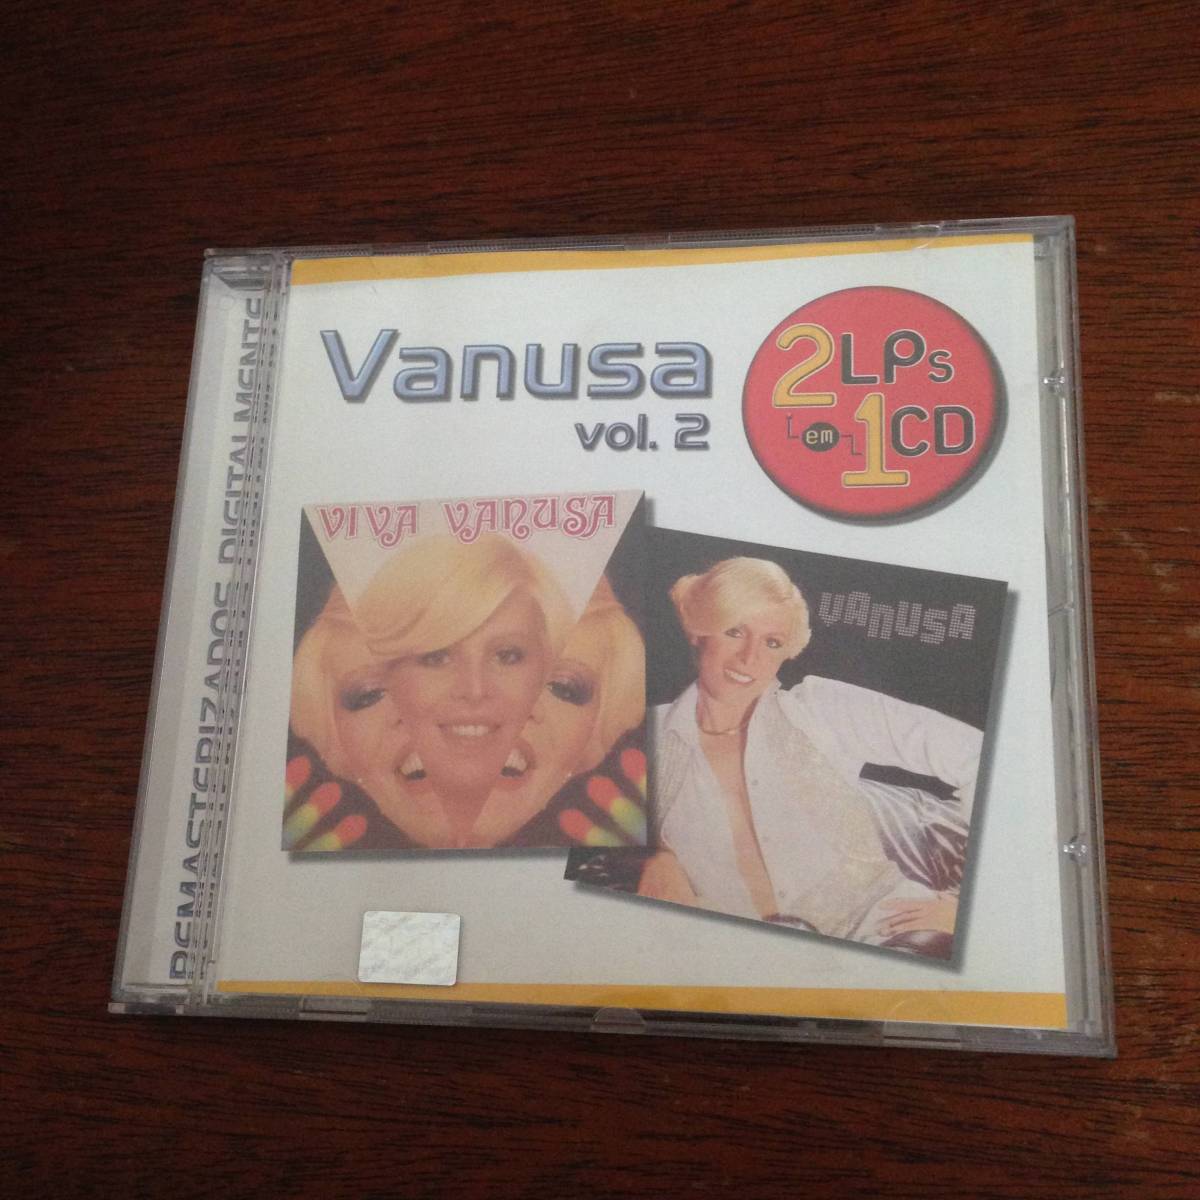 Vanusa
vol. 2
2 LPs
em
1 CD
VIVA VANUSA
VANUSA
REMASTERIZADOS DIGITALMENTE